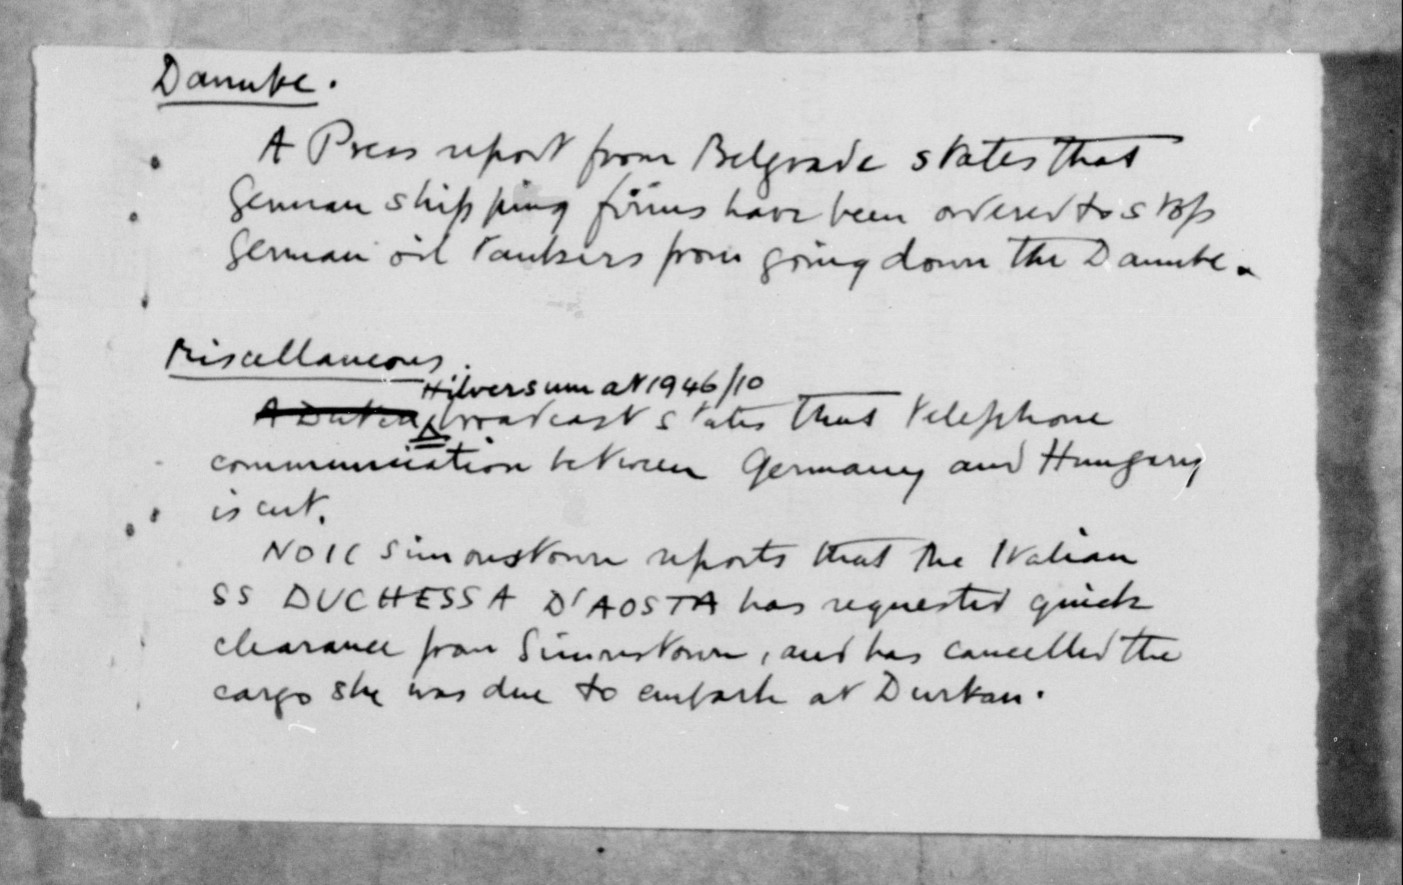 Danube.
A Press report from Belgrade states that
German shipping firms have been ordered to stop
German oil tankers from going down the Danube.
Miscellaneous.
Hilversum at 1946/10
A Dutch broadcast states that telephone
communication between Germany and Hungary
is cut.
NOIC Simonstown reports that the Italian
SS DUCHESSA D'AOSTA has requested quick
clearance from Simonstown, and has cancelled the
cargo she was due to embark at Durban.